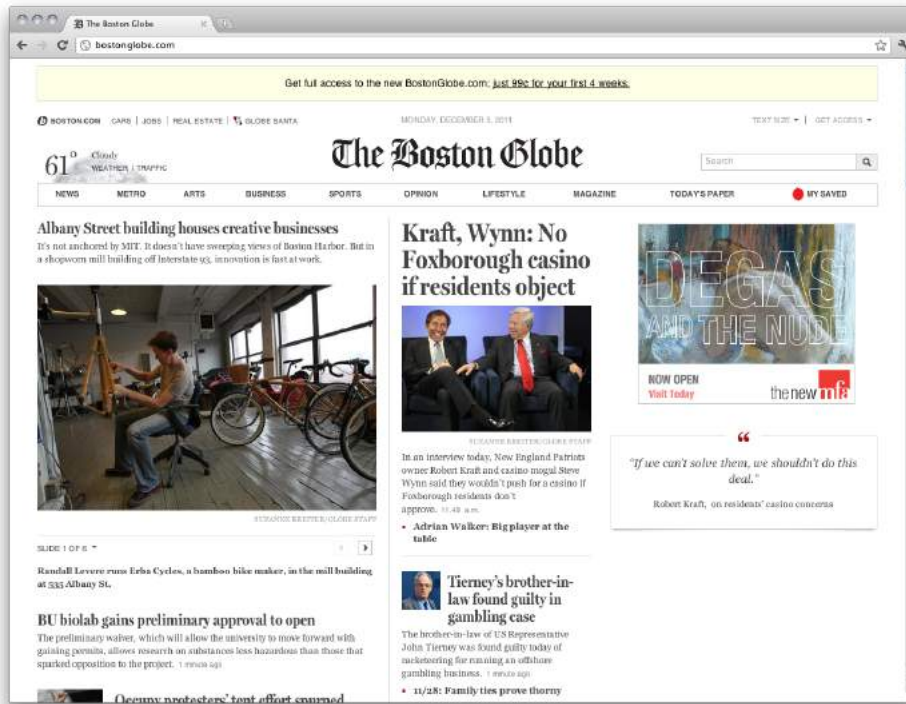 The Boston Globe
bostonglobe.com
Get full access to the new BostonGlobe.com; just 99c for your first 4 weeks.
BOSTON.COM CARS | JOBS | REAL ESTATE | GLOBE SANTA
MONDAY, DECEMBER 5, 2011
TEXT SIZE | GET ACCESS
61° Cloudy
WEATHER | TRAFFIC
The Boston Globe
Search
NEWS METRO ARTS BUSINESS SPORTS OPINION LIFESTYLE MAGAZINE TODAY'S PAPER MY SAVED
Albany Street building houses creative businesses
It's not anchored by MIT. It doesn't have sweeping views of Boston Harbor. But in
a shopworn mill building off Interstate 93, innovation is fast at work.
SUZANNE KREITER/GLOBE STAFF
SLIDE 1 OF 6
Randall Levere runs Erba Cycles, a bamboo bike maker, in the mill building
at 535 Albany St.
BU biolab gains preliminary approval to open
The preliminary waiver, which will allow the university to move forward with
gaining permits, allows research on substances less hazardous than those that
sparked opposition to the project. 1 minute ago
Occupy protesters' tent effort spurned
Kraft, Wynn: No
Foxborough casino
if residents object
SUZANNE KREITER/GLOBE STAFF
In an interview today, New England Patriots
owner Robert Kraft and casino mogul Steve
Wynn said they wouldn't push for a casino if
Foxborough residents don't
approve. 11:48 a.m.
• Adrian Walker: Big player at the
table
Tierney's brother-in-
law found guilty in
gambling case
The brother-in-law of US Representative
John Tierney was found guilty today of
racketeering for running an offshore
gambling business. 1 minute ago
• 11/28: Family ties prove thorny
DEGAS
AND THE NUDE
NOW OPEN
Visit Today
the new mfa
“
"If we can't solve them, we shouldn't do this
deal."
Robert Kraft, on residents' casino concerns